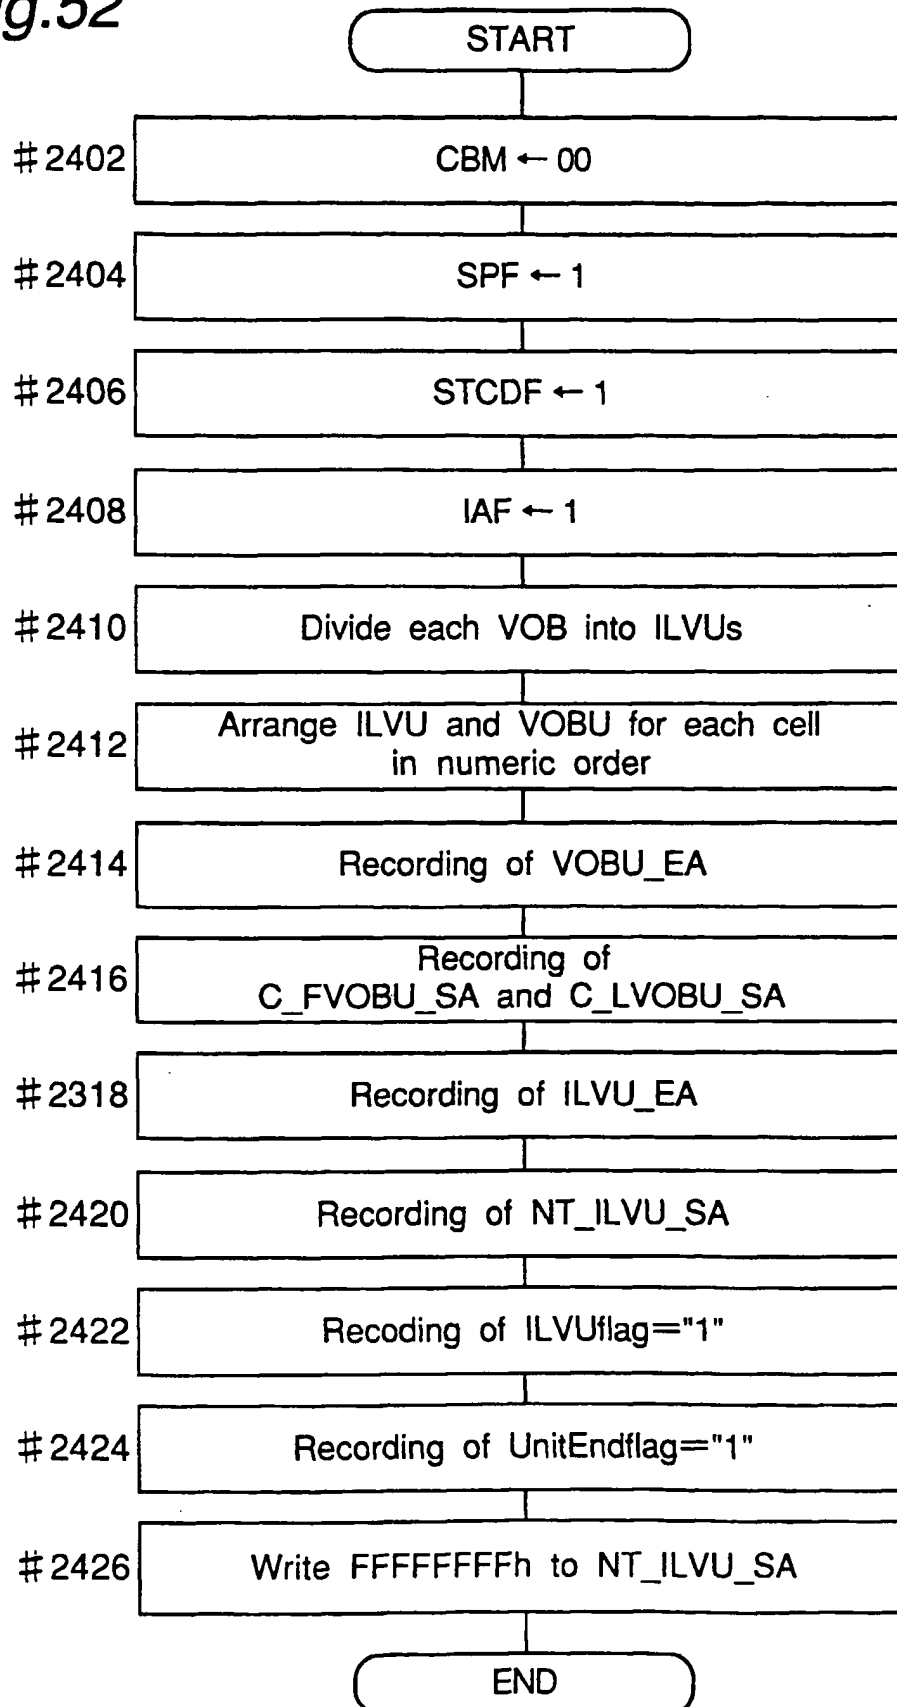 g.52
START
#2402 CBM ← 00
#2404 SPF ← 1
#2406 STCDF ← 1
#2408 IAF ← 1
#2410 Divide each VOB into ILVUs
#2412 Arrange ILVU and VOBU for each cell
in numeric order
#2414 Recording of VOBU_EA
#2416 Recording of
C_FVOBU_SA and C_LVOBU_SA
#2318 Recording of ILVU_EA
#2420 Recording of NT_ILVU_SA
#2422 Recoding of ILVUflag="1"
#2424 Recording of UnitEndflag="1"
#2426 Write FFFFFFFFh to NT_ILVU_SA
END